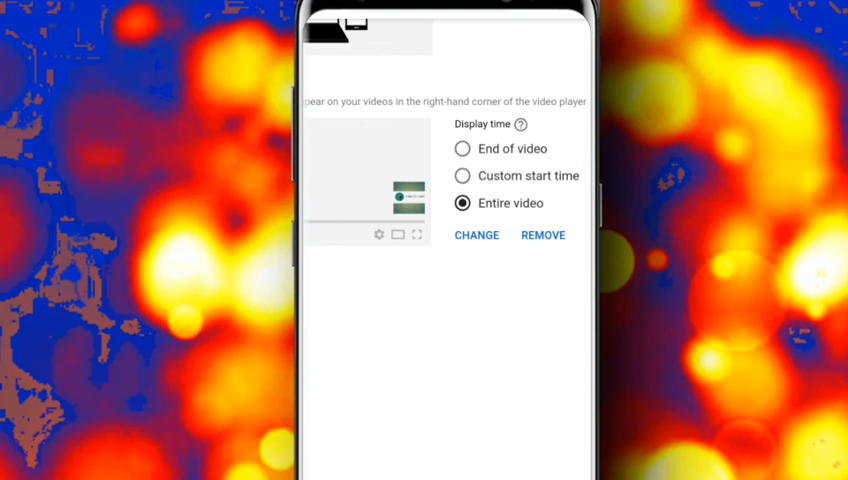 pear on your videos in the right-hand corner of the video player
Display time
End of video
Custom start time
Entire video
CHANGE
REMOVE